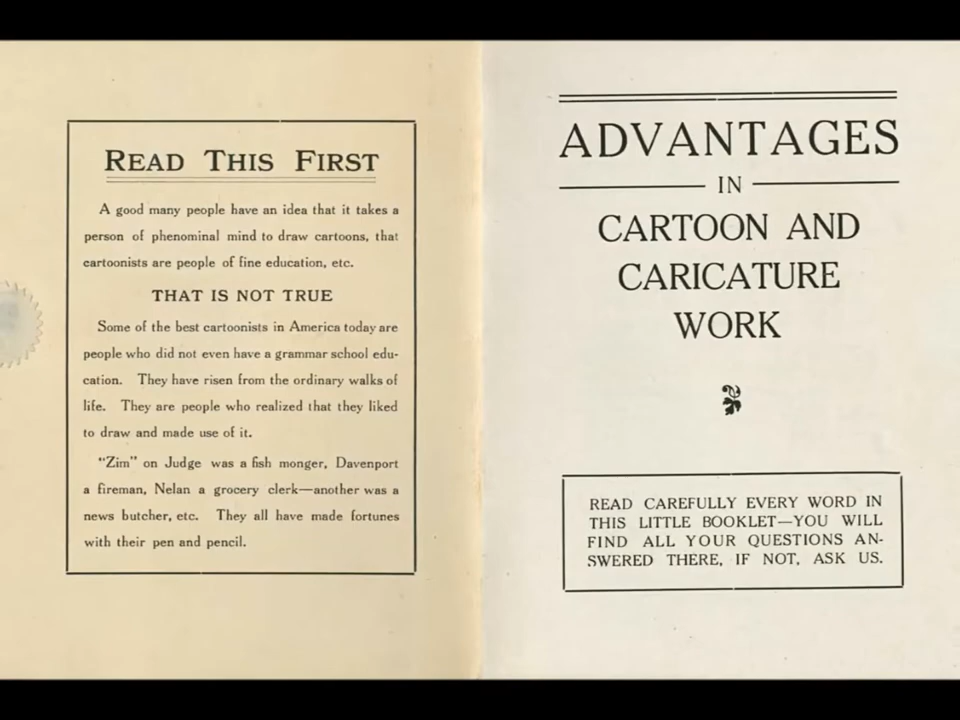 READ THIS FIRST
A good many people have an idea that it takes a
person of phenominal mind to draw cartoons, that
cartoonists are people of fine education, etc.
THAT IS NOT TRUE
Some of the best cartoonists in America today are
people who did not even have a grammar school edu-
cation. They have risen from the ordinary walks of
life. They are people who realized that they liked
to draw and made use of it.
"Zim" on Judge was a fish monger, Davenport
a fireman, Nelan a grocery clerk—another was a
news butcher, etc. They all have made fortunes
with their pen and pencil.
ADVANTAGES
IN
CARTOON AND
CARICATURE
WORK
READ CAREFULLY EVERY WORD IN
THIS LITTLE BOOKLET—YOU WILL
FIND ALL YOUR QUESTIONS AN-
SWERED THERE, IF NOT, ASK US.